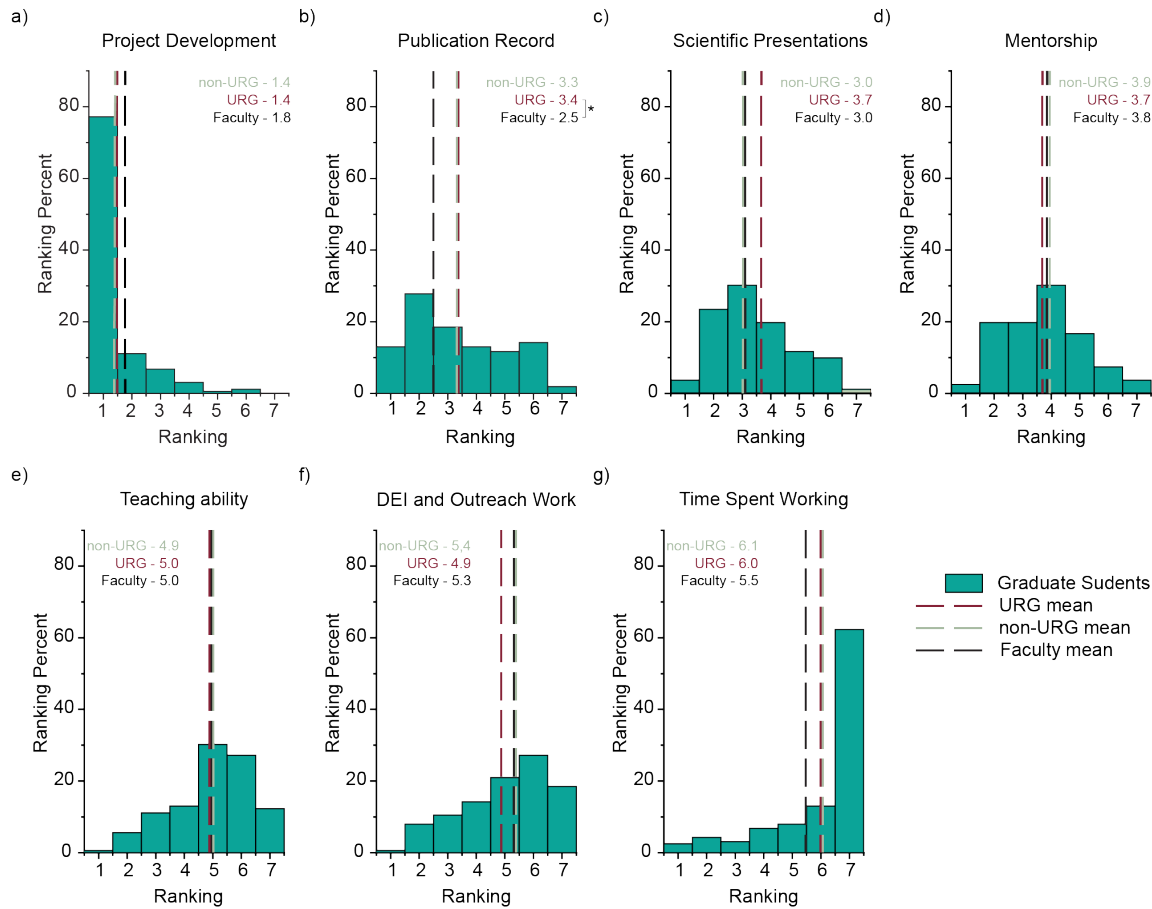 a)
Project Development
non-URG - 1.4
URG - 1.4
Faculty - 1.8
80
60
40
20
0
Ranking Percent
1 2 3 4 5 6 7
Ranking
b)
Publication Record
non-URG - 3.3
URG - 3.4
Faculty - 2.5
*
80
60
40
20
0
Ranking Percent
1 2 3 4 5 6 7
Ranking
c)
Scientific Presentations
non-URG - 3.0
URG - 3.7
Faculty - 3.0
80
60
40
20
0
Ranking Percent
1 2 3 4 5 6 7
Ranking
d)
Mentorship
non-URG - 3.9
URG - 3.7
Faculty - 3.8
80
60
40
20
0
Ranking Percent
1 2 3 4 5 6 7
Ranking
e)
Teaching ability
non-URG - 4.9
URG - 5.0
Faculty - 5.0
80
60
40
20
0
Ranking Percent
1 2 3 4 5 6 7
Ranking
f)
DEI and Outreach Work
non-URG - 5.4
URG - 4.9
Faculty - 5.3
80
60
40
20
0
Ranking Percent
1 2 3 4 5 6 7
Ranking
g)
Time Spent Working
non-URG - 6.1
URG - 6.0
Faculty - 5.5
80
60
40
20
0
Ranking Percent
1 2 3 4 5 6 7
Ranking
Graduate Sudents
URG mean
non-URG mean
Faculty mean